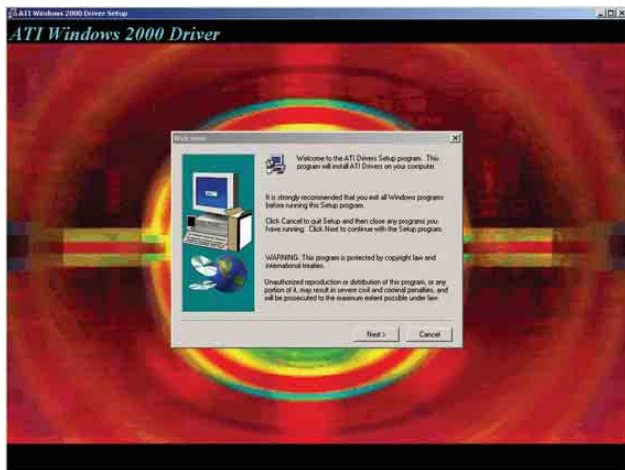 ATI Windows 2000 Driver Setup
ATI Windows 2000 Driver
Welcome
Welcome to the ATI Drivers Setup program. This
program will install ATI Drivers on your computer.
It is strongly recommended that you exit all Windows programs
before running this Setup program.
Click Cancel to quit Setup and then close any programs you
have running. Click Next to continue with the Setup program.
WARNING: This program is protected by copyright law and
international treaties.
Unauthorized reproduction or distribution of this program, or any
portion of it, may result in severe civil and criminal penalties, and
will be prosecuted to the maximum extent possible under law.
Next >
Cancel